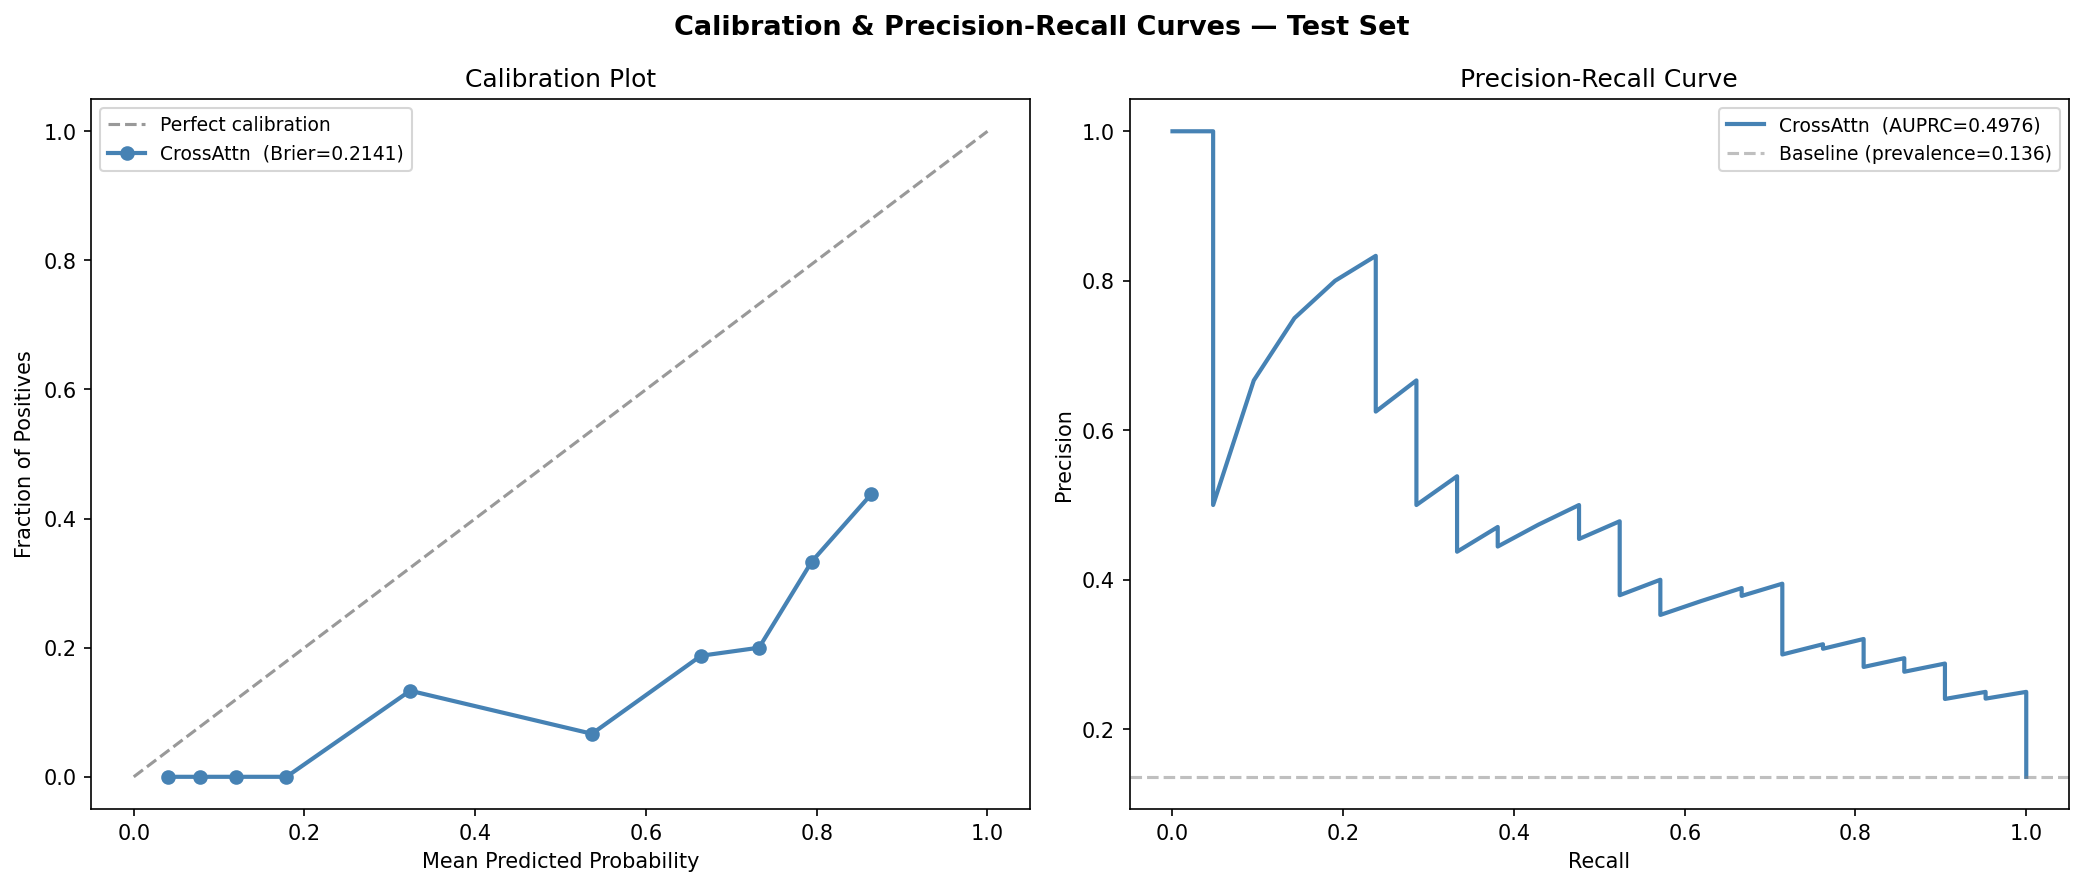 Calibration & Precision-Recall Curves — Test Set
Calibration Plot
Perfect calibration
CrossAttn (Brier=0.2141)
Fraction of Positives
1.0
0.8
0.6
0.4
0.2
0.0
0.0 0.2 0.4 0.6 0.8 1.0
Mean Predicted Probability
Precision-Recall Curve
CrossAttn (AUPRC=0.4976)
Baseline (prevalence=0.136)
Precision
1.0
0.8
0.6
0.4
0.2
0.0 0.2 0.4 0.6 0.8 1.0
Recall